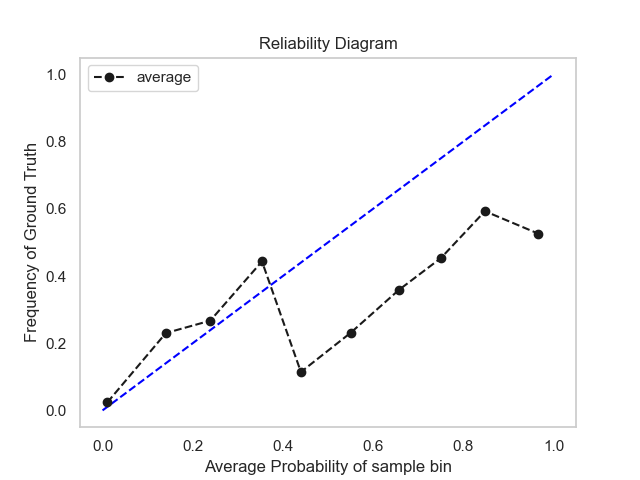 Reliability Diagram
average
Frequency of Ground Truth
1.0
0.8
0.6
0.4
0.2
0.0
0.0 0.2 0.4 0.6 0.8 1.0
Average Probability of sample bin